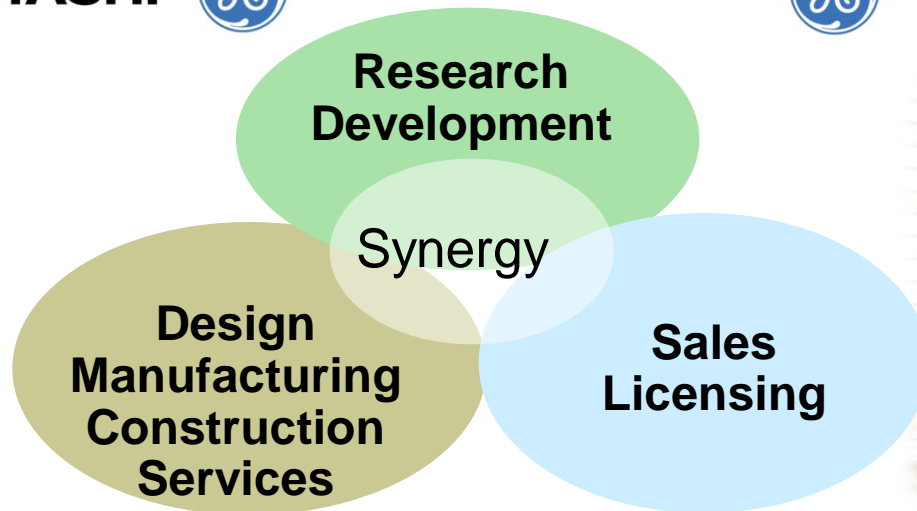 Research
Development
Synergy
Design
Manufacturing
Construction
Services
Sales
Licensing